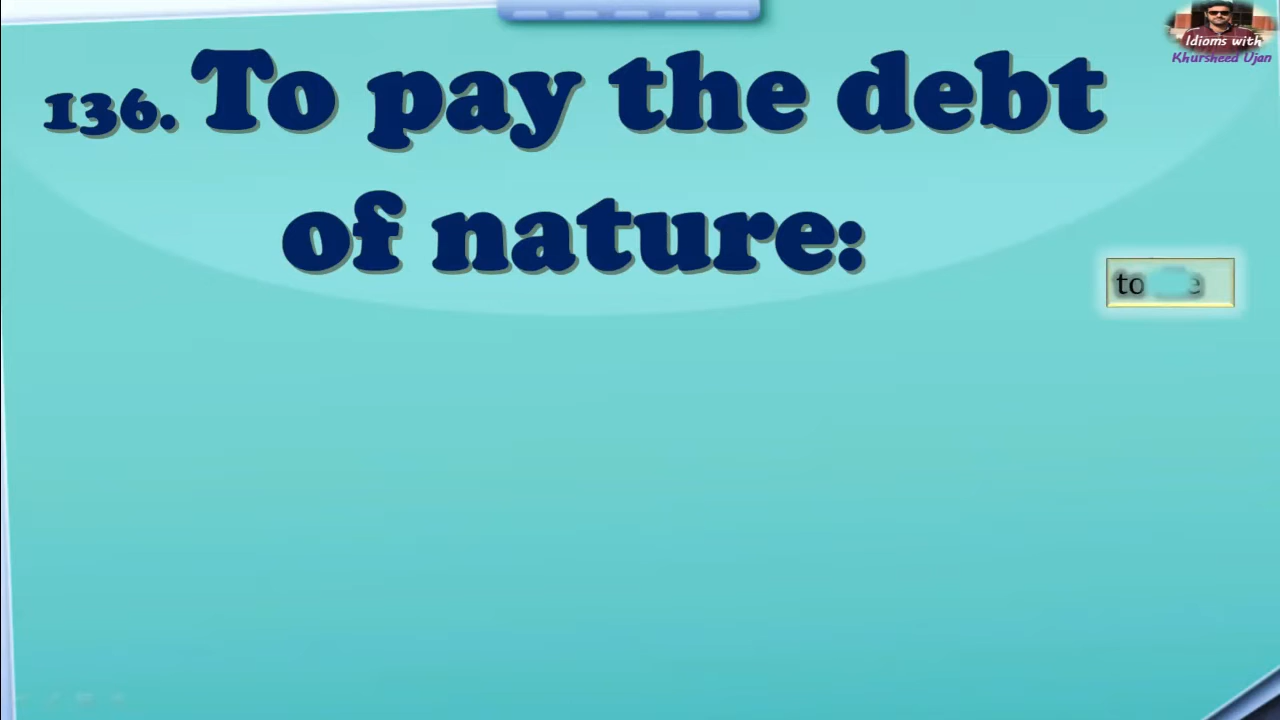 136. To pay the debt
of nature:
to
Idioms with
Khursheed Ujan